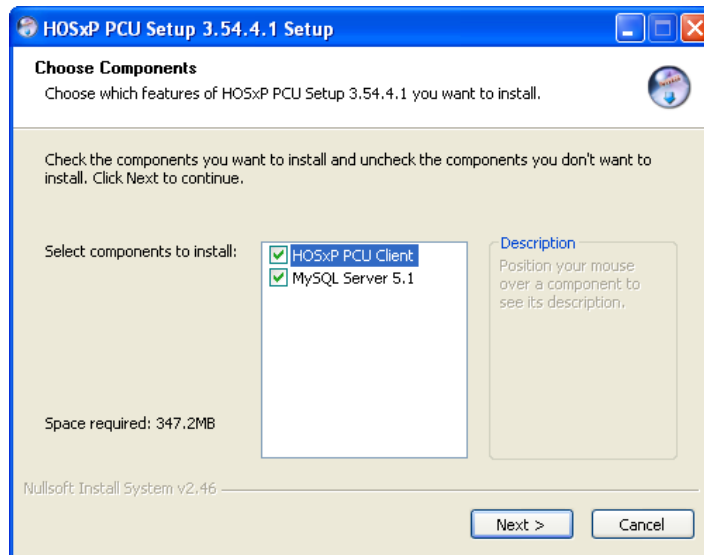 HOSxP PCU Setup 3.54.4.1 Setup
Choose Components
Choose which features of HOSxP PCU Setup 3.54.4.1 you want to install.
Check the components you want to install and uncheck the components you don't want to
install. Click Next to continue.
Select components to install:
HOSxP PCU Client
MySQL Server 5.1
Description
Position your mouse
over a component to
see its description.
Space required: 347.2MB
Nullsoft Install System v2.46
Next >
Cancel